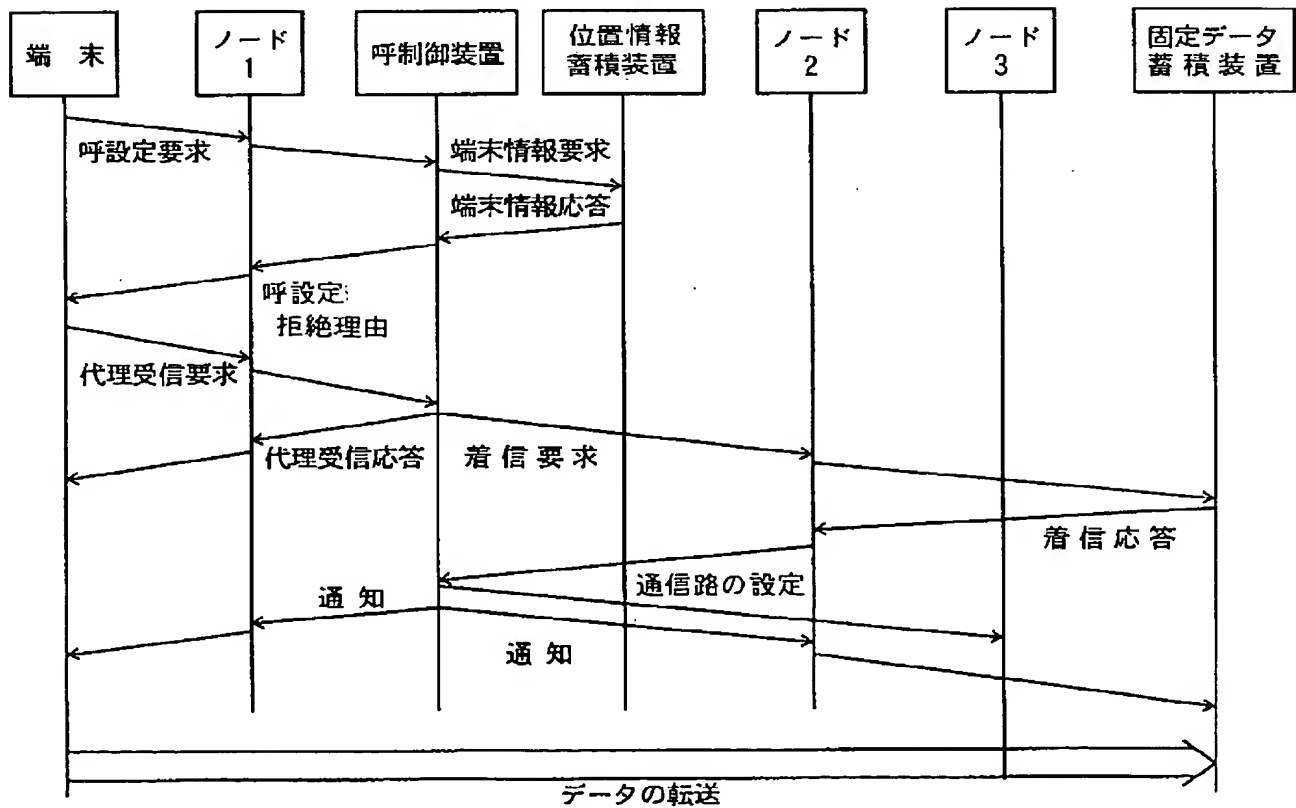 端 末
ノード
1
呼制御装置
位置情報
蓄積装置
ノード
2
ノード
3
固定データ
蓄積装置
呼設定要求
端末情報要求
端末情報応答
呼設定
拒絶理由
代理受信要求
代理受信応答
着信要求
着信応答
通信路の設定
通知
通知
データの転送